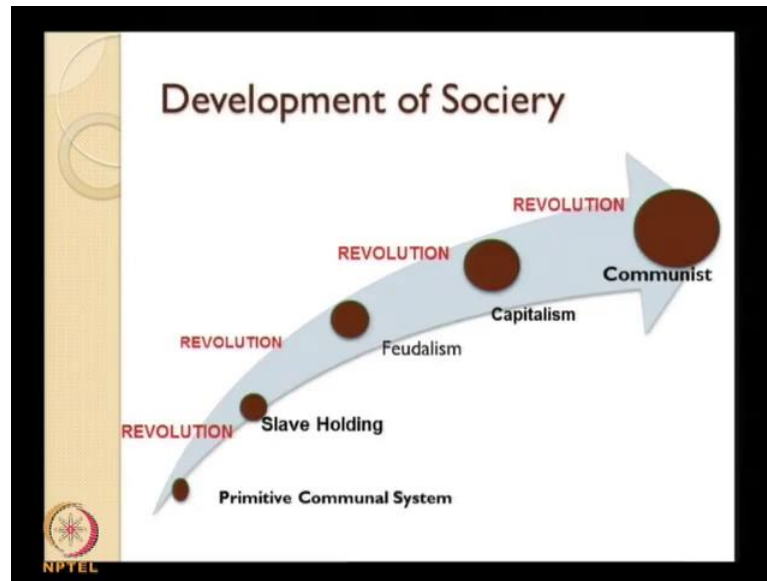 Development of Sociery
REVOLUTION
Communist
REVOLUTION
Capitalism
REVOLUTION
Feudalism
REVOLUTION
Slave Holding
Primitive Communal System
NPTEL